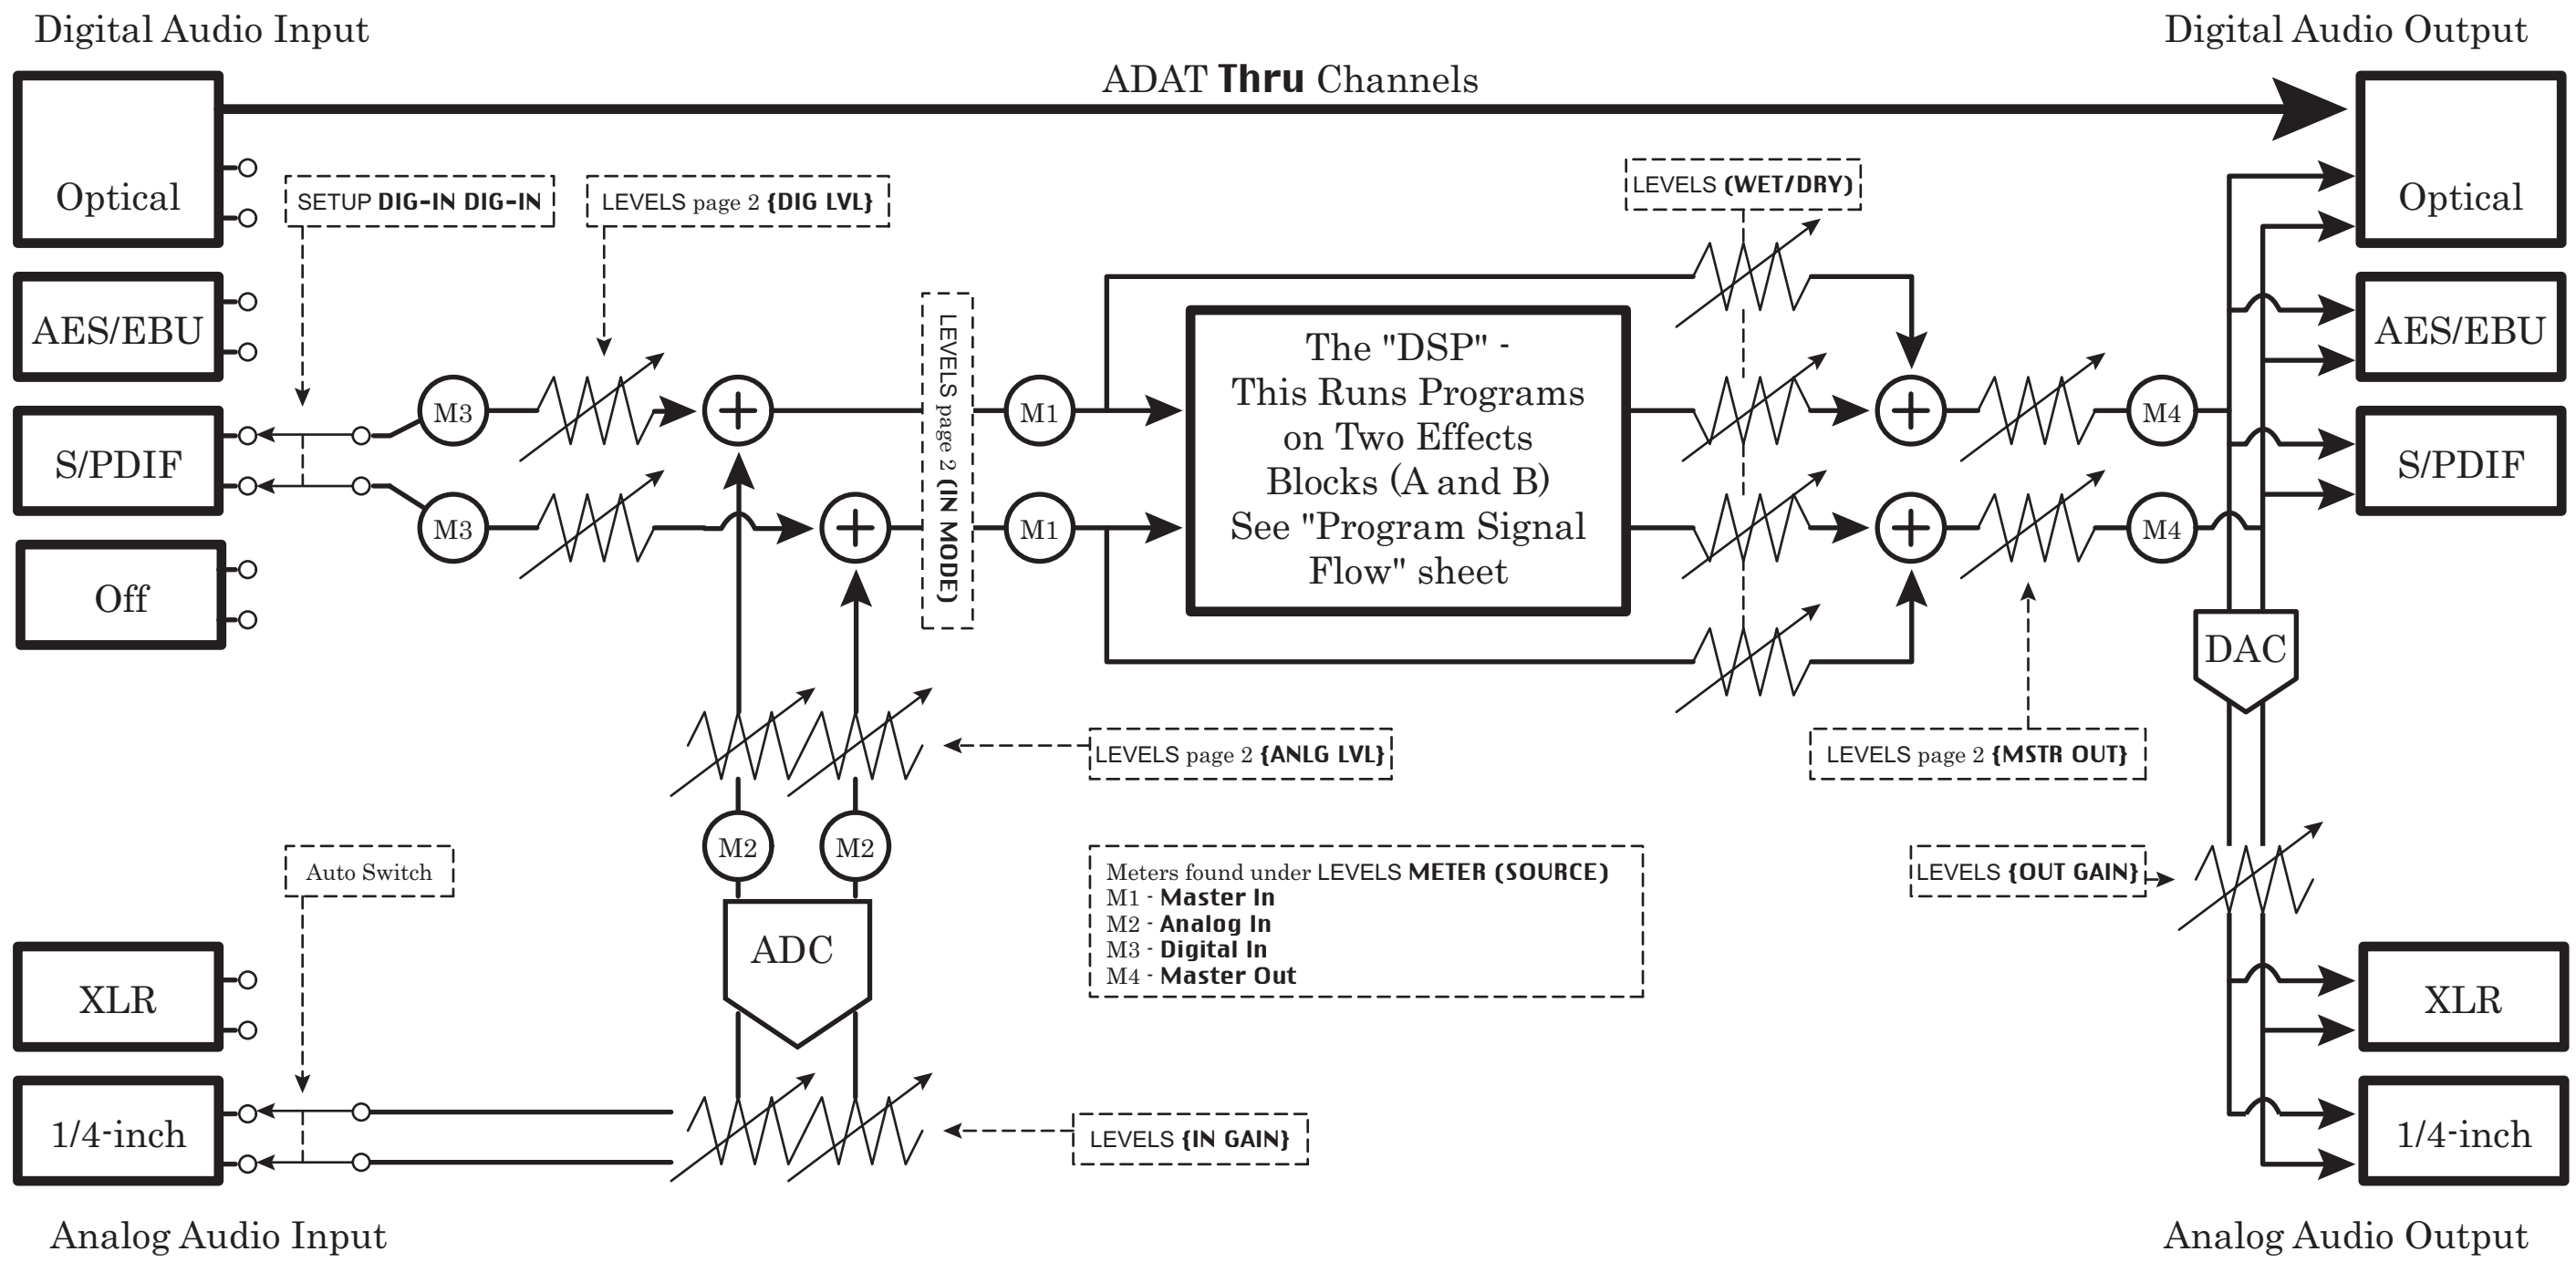 Digital Audio Input
Digital Audio Output
ADAT Thru Channels
Optical
SETUP DIG-IN DIG-IN
LEVELS page 2 {DIG LVL}
LEVELS (WET/DRY)
Optical
AES/EBU
AES/EBU
S/PDIF
S/PDIF
Off
M3
M3
+
+
LEVELS page 2 (IN MODE)
M1
M1
The "DSP" -
This Runs Programs
on Two Effects
Blocks (A and B)
See "Program Signal
Flow" sheet
+
+
M4
M4
DAC
LEVELS page 2 {ANLG LVL}
LEVELS page 2 {MSTR OUT}
M2
M2
Auto Switch
Meters found under LEVELS METER (SOURCE)
M1 - Master In
M2 - Analog In
M3 - Digital In
M4 - Master Out
LEVELS {OUT GAIN}
ADC
XLR
XLR
1/4-inch
LEVELS {IN GAIN}
1/4-inch
Analog Audio Input
Analog Audio Output